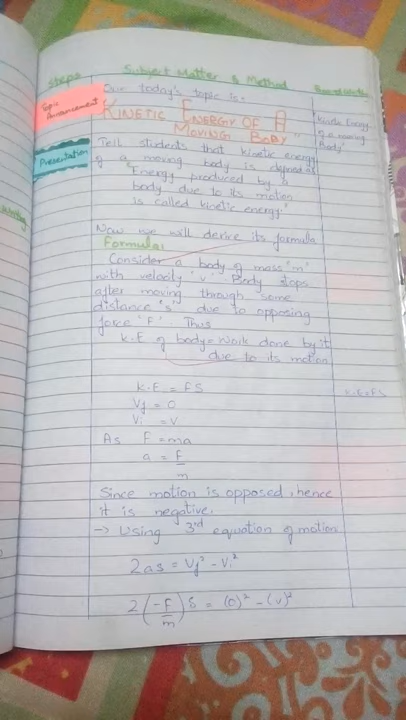 Steps Subject Matter & Method Board Work
Topic Announcement
Our today's topic is:
"KINETIC ENERGY OF A
MOVING BODY"
Kinetic Energy
of a moving
Body"
Presentation
Tell students that kinetic energy
of a moving body is defined as
"Energy produced by a
body due to its motion
is called kinetic energy."
Now we will derive its formula
Formula:
Consider a body of mass 'm'
with velocity 'v'. Body stops
after moving through some
distance 's' due to opposing
force 'F'. Thus
K.E of body = Work done by it
due to its motion
K.E = FS
K.E = FS
Vf = 0
Vi = V
As F = ma
a = F/m
Since motion is opposed, hence
it is negative.
→ Using 3rd equation of motion
2as = Vf² - Vi²
2(-F/m)S = (0)² - (v)²